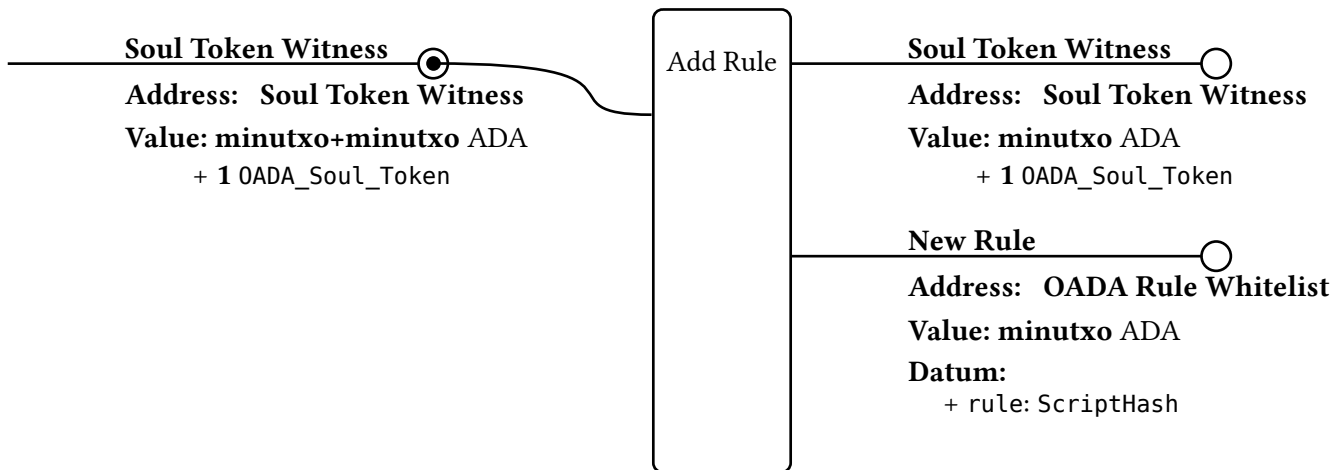 Soul Token Witness
Address: Soul Token Witness
Value: minutxo+minutxo ADA
+ 1 OADA_Soul_Token
Add Rule
Soul Token Witness
Address: Soul Token Witness
Value: minutxo ADA
+ 1 OADA_Soul_Token
New Rule
Address: OADA Rule Whitelist
Value: minutxo ADA
Datum:
+ rule: ScriptHash